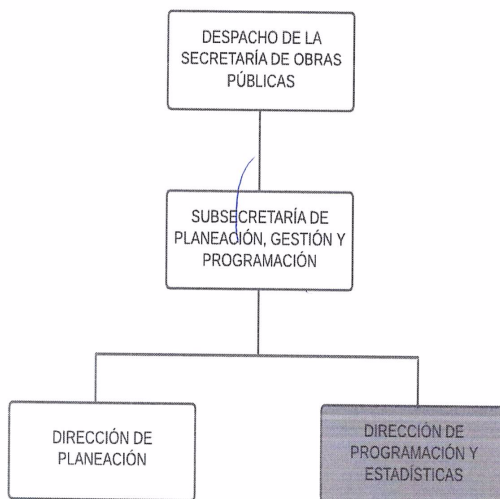 DESPACHO DE LA
SECRETARÍA DE OBRAS
PÚBLICAS
SUBSECRETARÍA DE
PLANEACIÓN, GESTIÓN Y
PROGRAMACIÓN
DIRECCIÓN DE
PLANEACIÓN
DIRECCIÓN DE
PROGRAMACIÓN Y
ESTADÍSTICAS